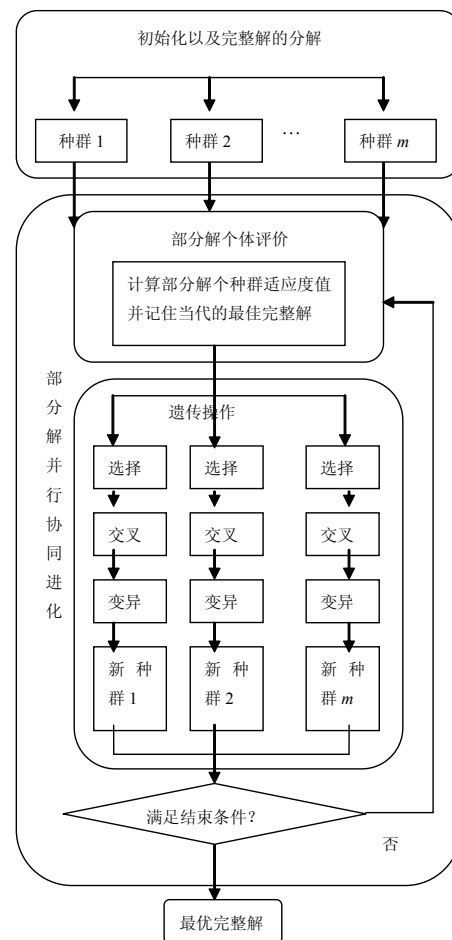 初始化以及完整解的分解
种群 1
种群 2
…
种群 m
部分解个体评价
计算部分解个种群适应度值
并记住当代的最佳完整解
部分解并行协同进化
遗传操作
选择
选择
选择
交叉
交叉
交叉
变异
变异
变异
新 种
群 1
新 种
群 2
新 种
群 m
满足结束条件?
否
最优完整解